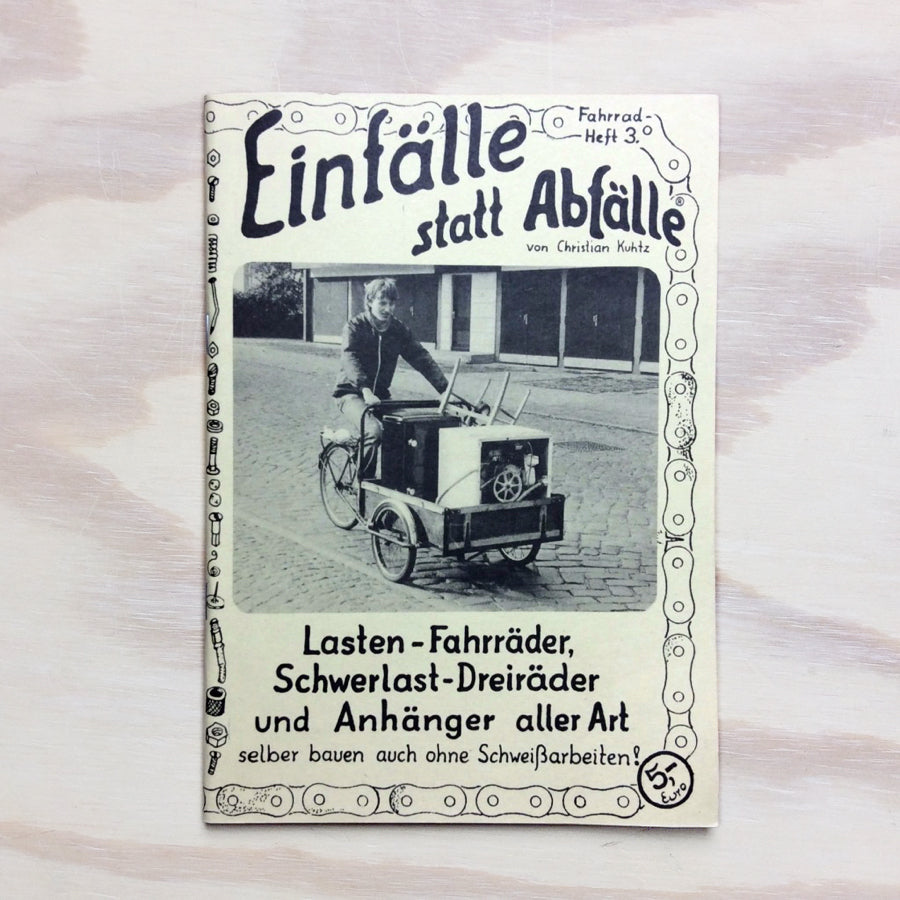 Fahrrad-
Heft 3.
Einfälle
statt Abfälle®
von Christian Kuhtz
Lasten-Fahrräder,
Schwerlast-Dreiräder
und Anhänger aller Art
selber bauen auch ohne Schweißarbeiten!
5,-
Euro